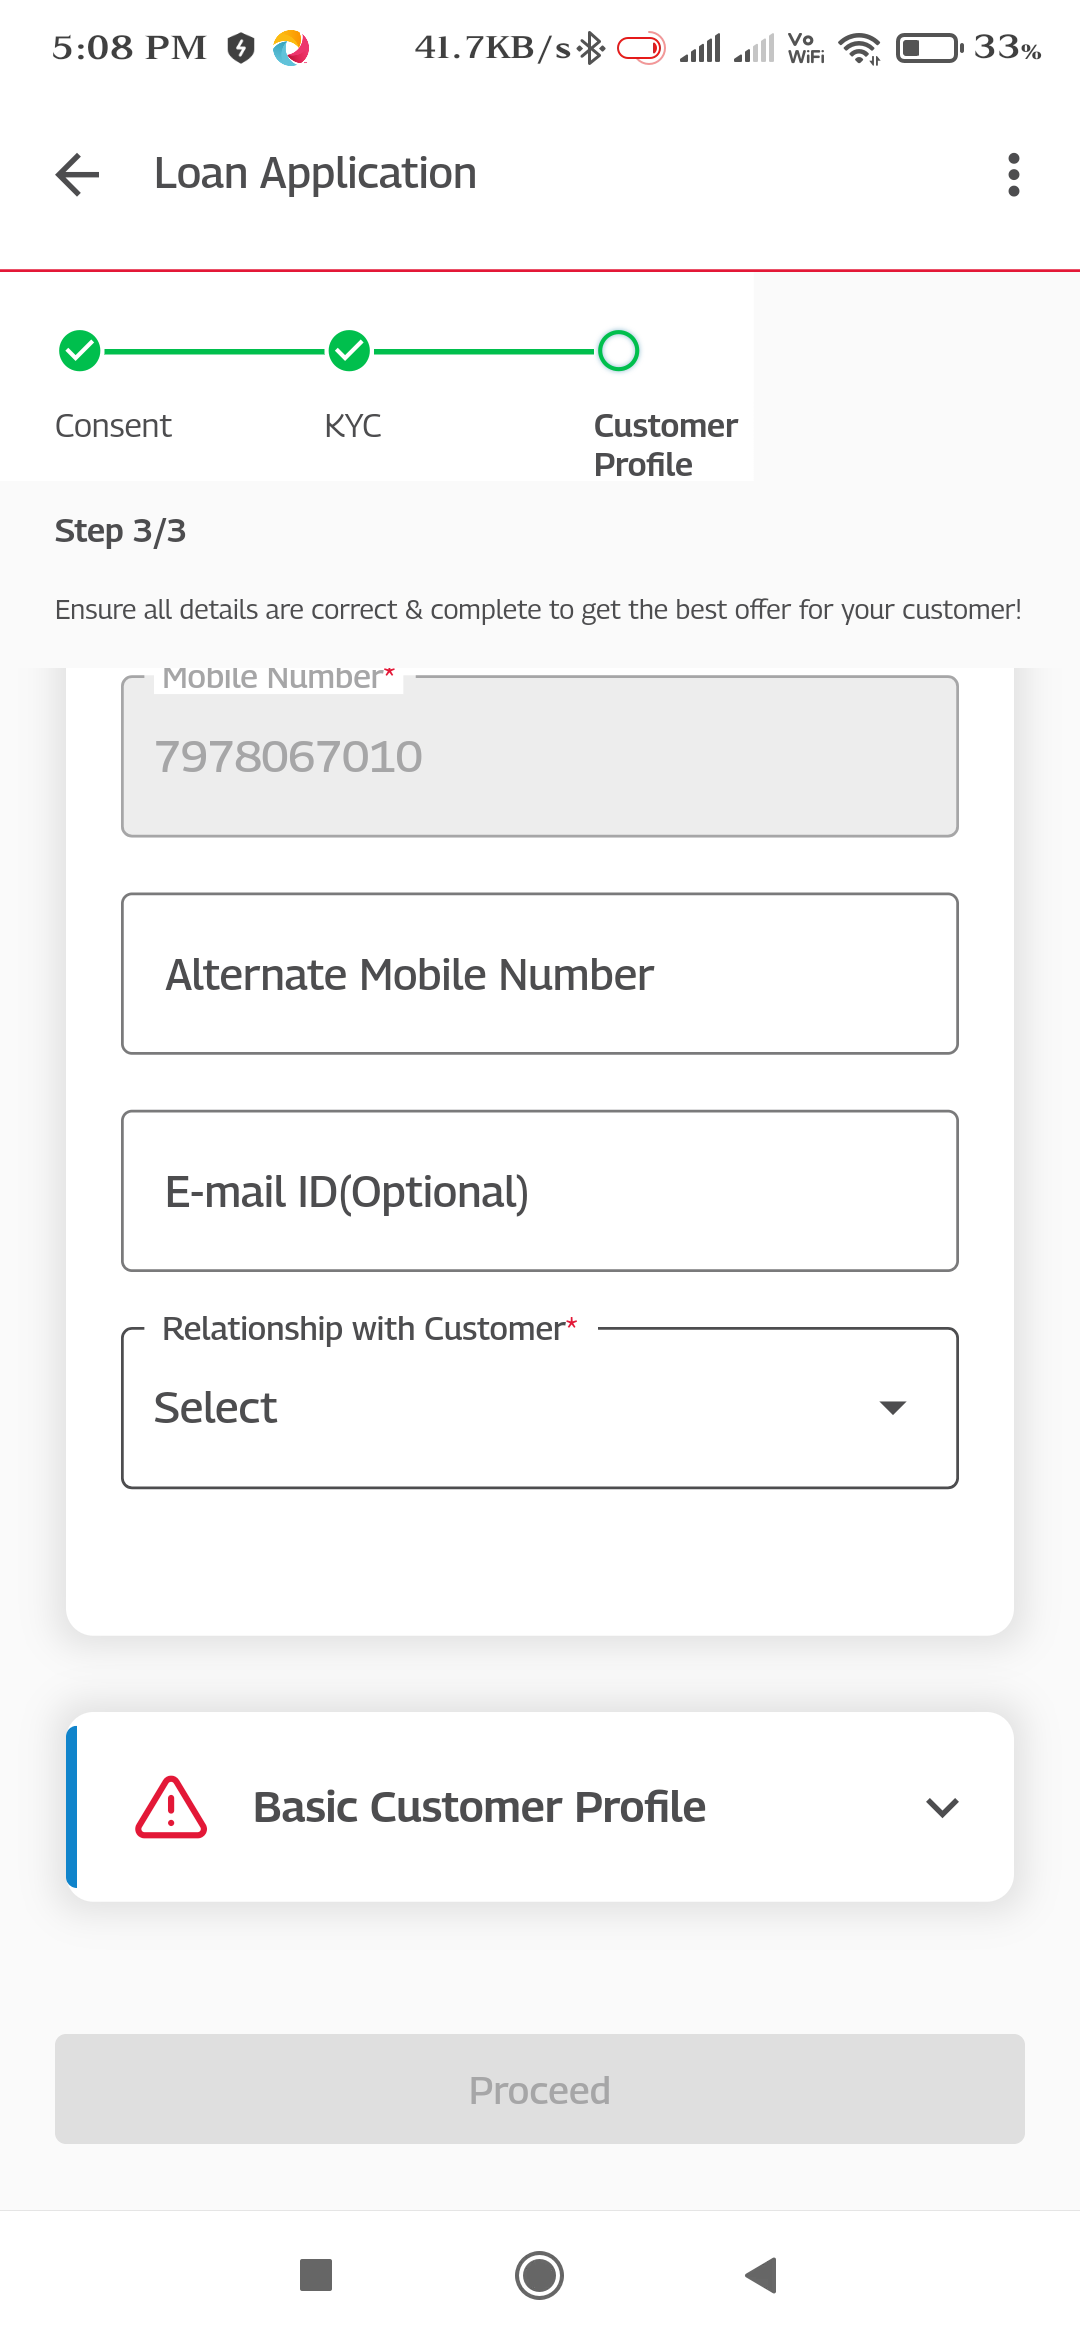 5:08 PM 41.7KB/s Vo WiFi 33%
Loan Application
Consent KYC Customer
Profile
Step 3/3
Ensure all details are correct & complete to get the best offer for your customer!
Mobile Number*
7978067010
Alternate Mobile Number
E-mail ID(Optional)
Relationship with Customer*
Select
Basic Customer Profile
Proceed